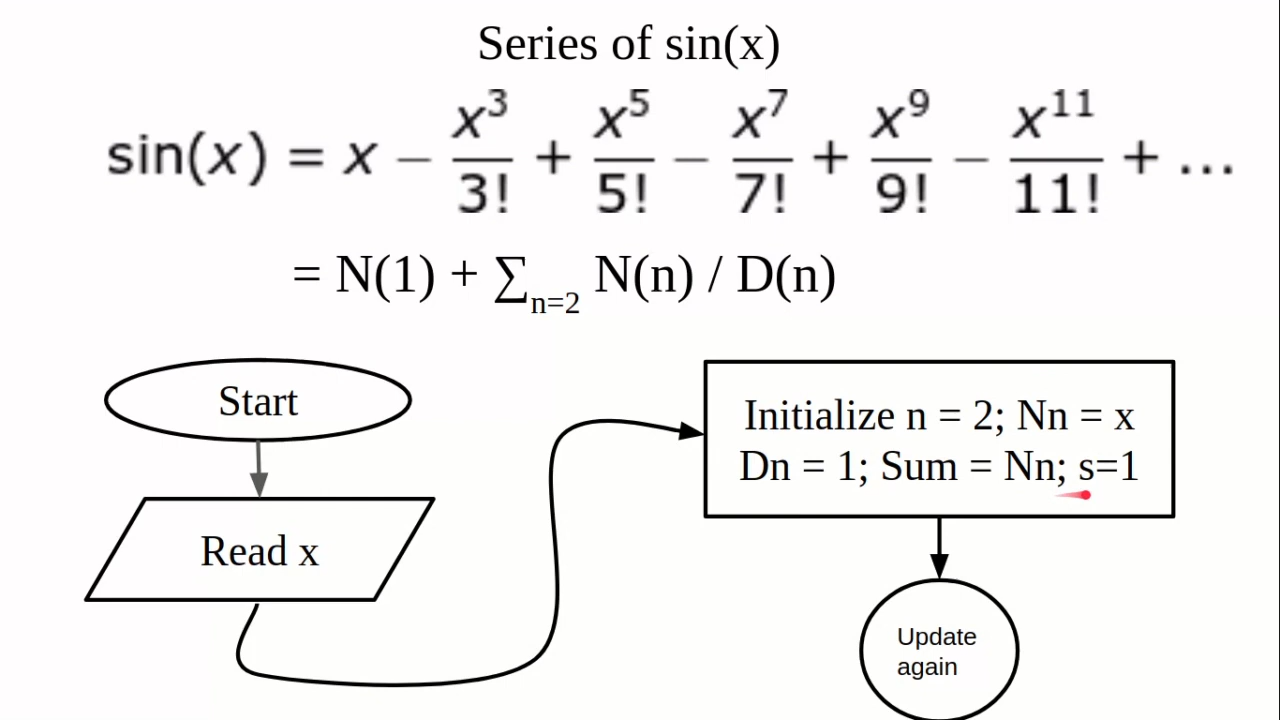 Series of sin(x)
sin(x) = x − x³/3! + x⁵/5! − x⁷/7! + x⁹/9! − x¹¹/11! + ...
= N(1) + ∑ₙ₌₂ N(n) / D(n)
Start
Read x
Initialize n = 2; Nn = x
Dn = 1; Sum = Nn; s=1
Update
again